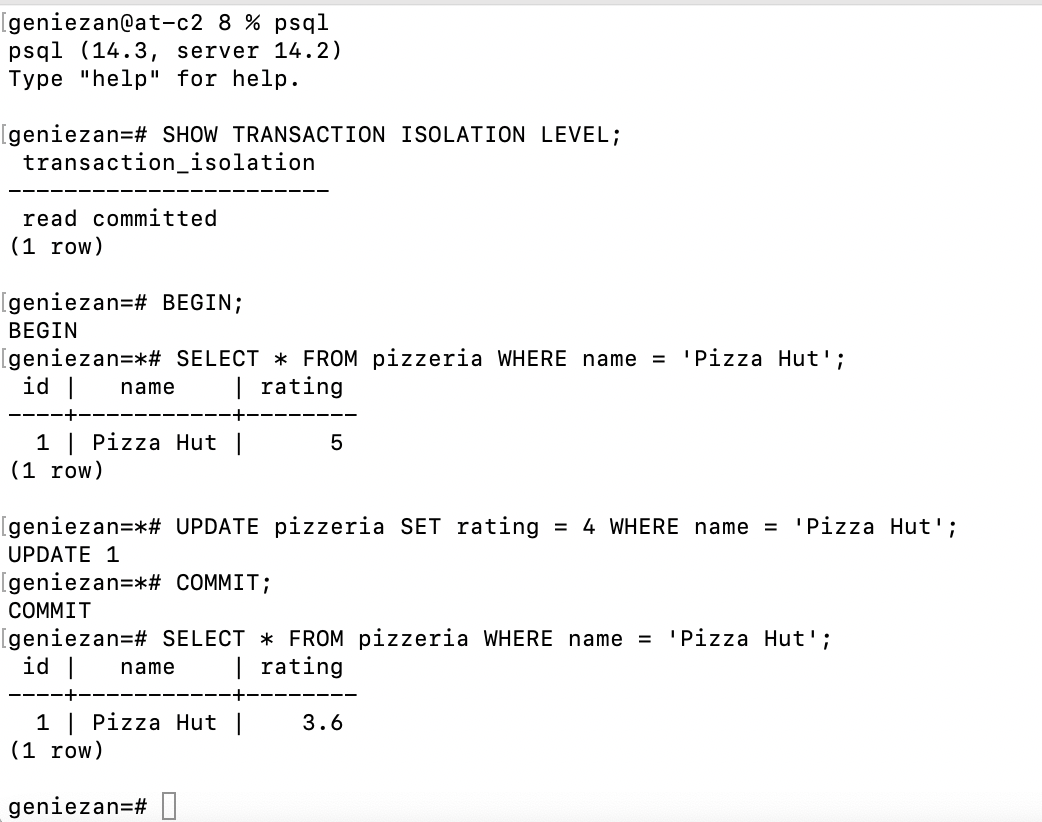 [geniezan@at-c2 8 % psql
psql (14.3, server 14.2)
Type "help" for help.

[geniezan=# SHOW TRANSACTION ISOLATION LEVEL;
 transaction_isolation
-----------------------
 read committed
(1 row)

[geniezan=# BEGIN;
BEGIN
[geniezan=*# SELECT * FROM pizzeria WHERE name = 'Pizza Hut';
 id |   name    | rating
----+-----------+--------
  1 | Pizza Hut |      5
(1 row)

[geniezan=*# UPDATE pizzeria SET rating = 4 WHERE name = 'Pizza Hut';
UPDATE 1
[geniezan=*# COMMIT;
COMMIT
[geniezan=# SELECT * FROM pizzeria WHERE name = 'Pizza Hut';
 id |   name    | rating
----+-----------+--------
  1 | Pizza Hut |    3.6
(1 row)

geniezan=#